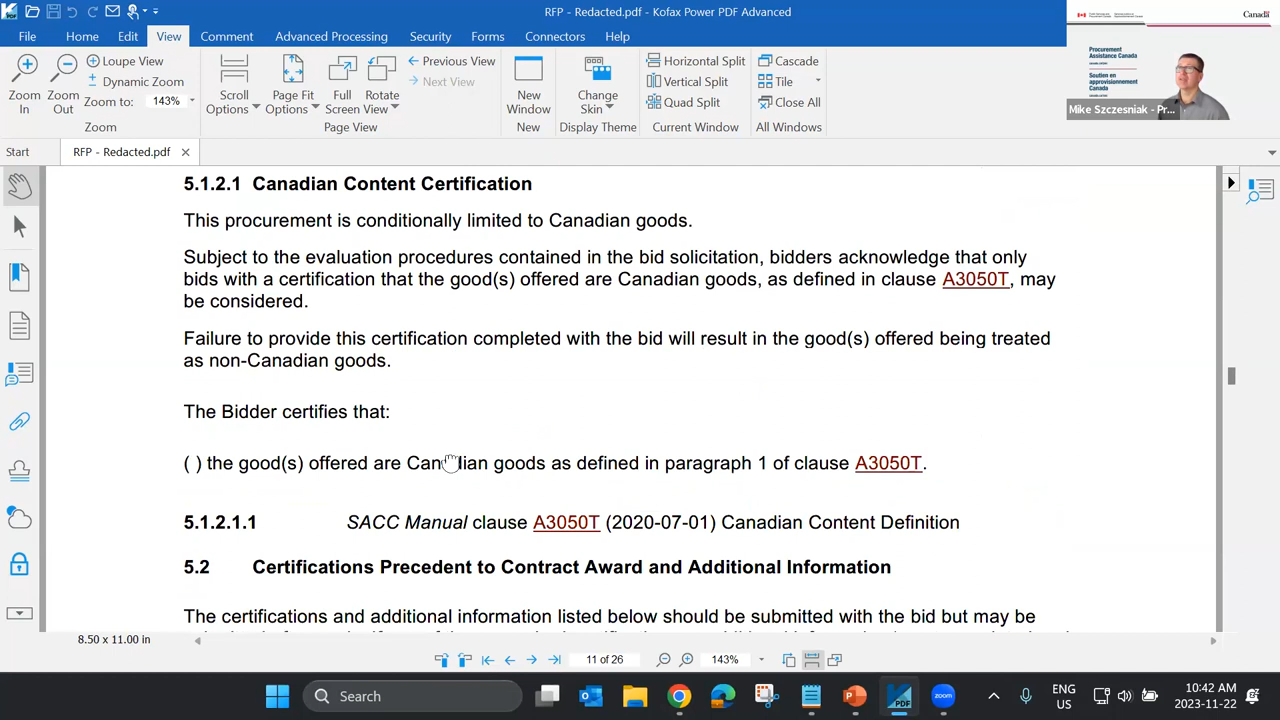 RFP - Redacted.pdf - Kofax Power PDF Advanced
File Home Edit View Comment Advanced Processing Security Forms Connectors Help
Zoom In
Zoom Out
Loupe View
Dynamic Zoom
Zoom to: 143%
Zoom
Scroll Options
Page Fit Options
Full Screen
Rotate View
Page View
Previous View
Next View
New Window
New
Change Skin
Display Theme
Horizontal Split
Vertical Split
Quad Split
Current Window
Cascade
Tile
Close All
All Windows
Canada
Procurement
Assistance Canada
Soutien en
approvisionnement
Canada
Mike Szczesniak - Pr...
Start RFP - Redacted.pdf
5.1.2.1 Canadian Content Certification
This procurement is conditionally limited to Canadian goods.
Subject to the evaluation procedures contained in the bid solicitation, bidders acknowledge that only
bids with a certification that the good(s) offered are Canadian goods, as defined in clause A3050T, may
be considered.
Failure to provide this certification completed with the bid will result in the good(s) offered being treated
as non-Canadian goods.
The Bidder certifies that:
( ) the good(s) offered are Canadian goods as defined in paragraph 1 of clause A3050T.
5.1.2.1.1 SACC Manual clause A3050T (2020-07-01) Canadian Content Definition
5.2 Certifications Precedent to Contract Award and Additional Information
The certifications and additional information listed below should be submitted with the bid but may be
8.50 x 11.00 in
11 of 26
143%
Search
ENG
US
10:42 AM
2023-11-22